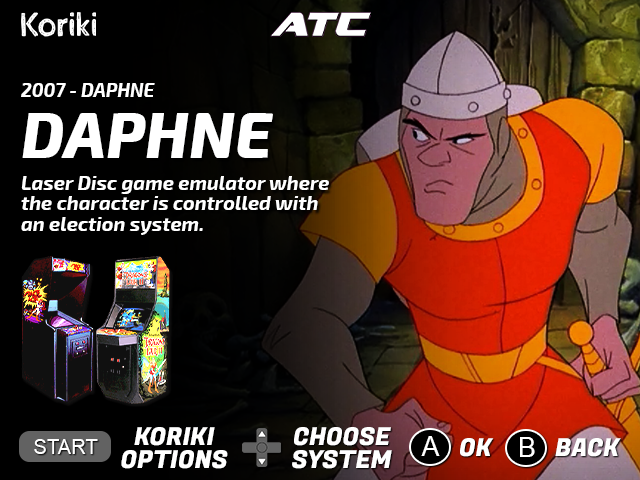 Koriki
ATC
2007 - DAPHNE
DAPHNE
Laser Disc game emulator where
the character is controlled with
an election system.
START
KORIKI
OPTIONS
CHOOSE
SYSTEM
A
OK
B
BACK